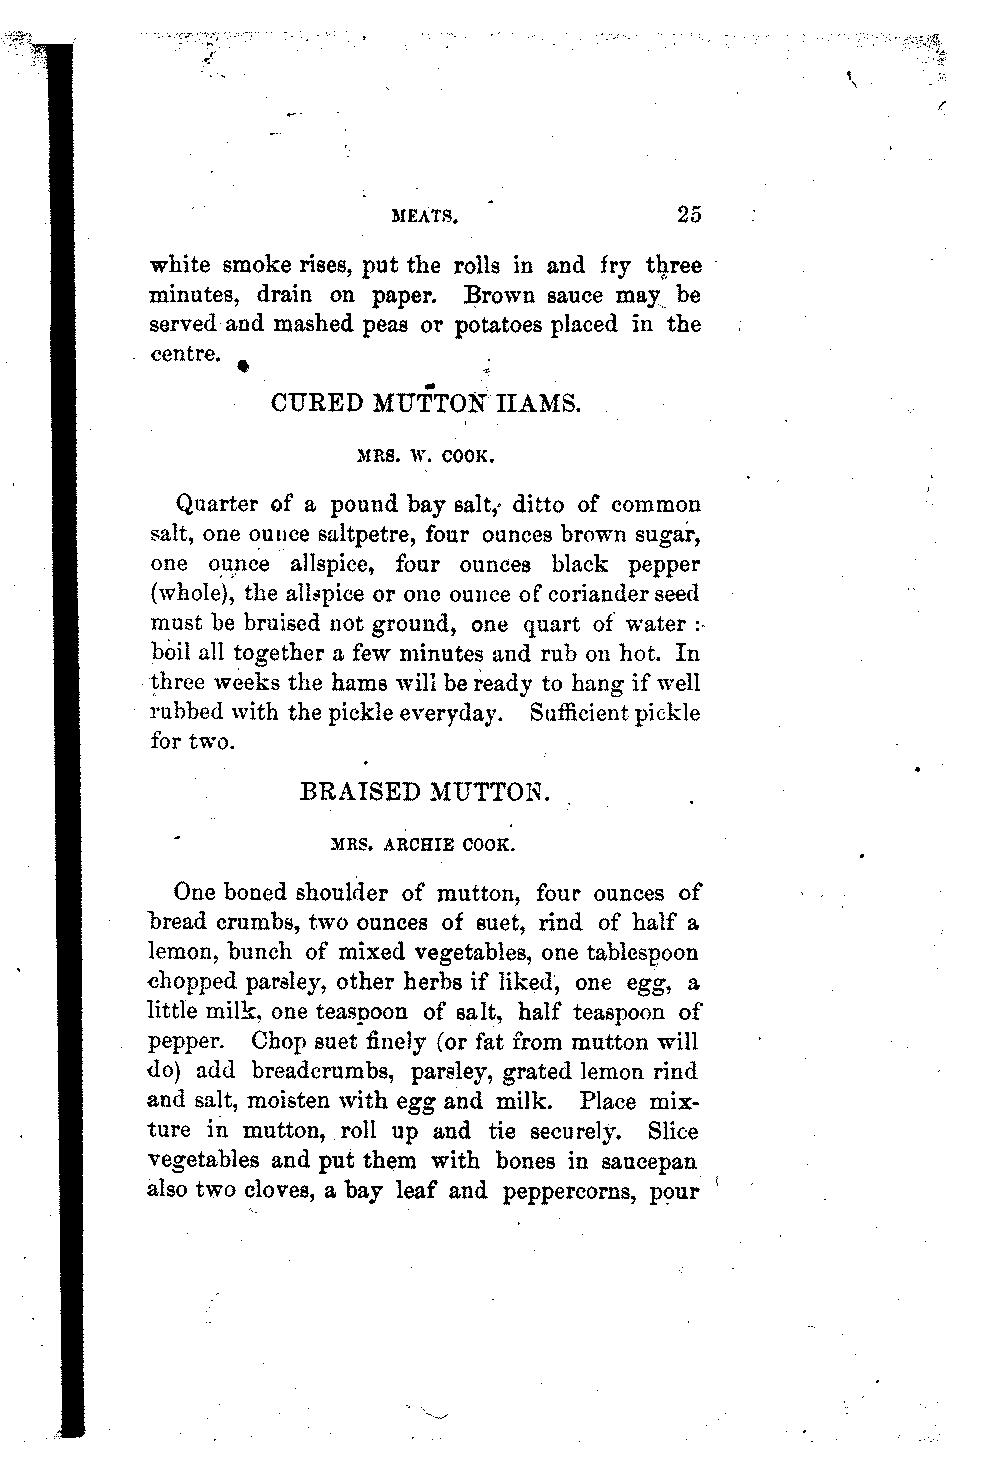 MEATS. 25
white smoke rises, put the rolls in and fry three
minutes, drain on paper. Brown sauce may be
served and mashed peas or potatoes placed in the
centre.
CURED MUTTON HAMS.
MRS. W. COOK.
Quarter of a pound bay salt, ditto of common
salt, one ounce saltpetre, four ounces brown sugar,
one ounce allspice, four ounces black pepper
(whole), the allspice or one ounce of coriander seed
must be bruised not ground, one quart of water :
boil all together a few minutes and rub on hot. In
three weeks the hams will be ready to hang if well
rubbed with the pickle everyday. Sufficient pickle
for two.
BRAISED MUTTON.
MRS. ARCHIE COOK.
One boned shoulder of mutton, four ounces of
bread crumbs, two ounces of suet, rind of half a
lemon, bunch of mixed vegetables, one tablespoon
chopped parsley, other herbs if liked, one egg, a
little milk, one teaspoon of salt, half teaspoon of
pepper. Chop suet finely (or fat from mutton will
do) add breadcrumbs, parsley, grated lemon rind
and salt, moisten with egg and milk. Place mix-
ture in mutton, roll up and tie securely. Slice
vegetables and put them with bones in saucepan
also two cloves, a bay leaf and peppercorns, pour